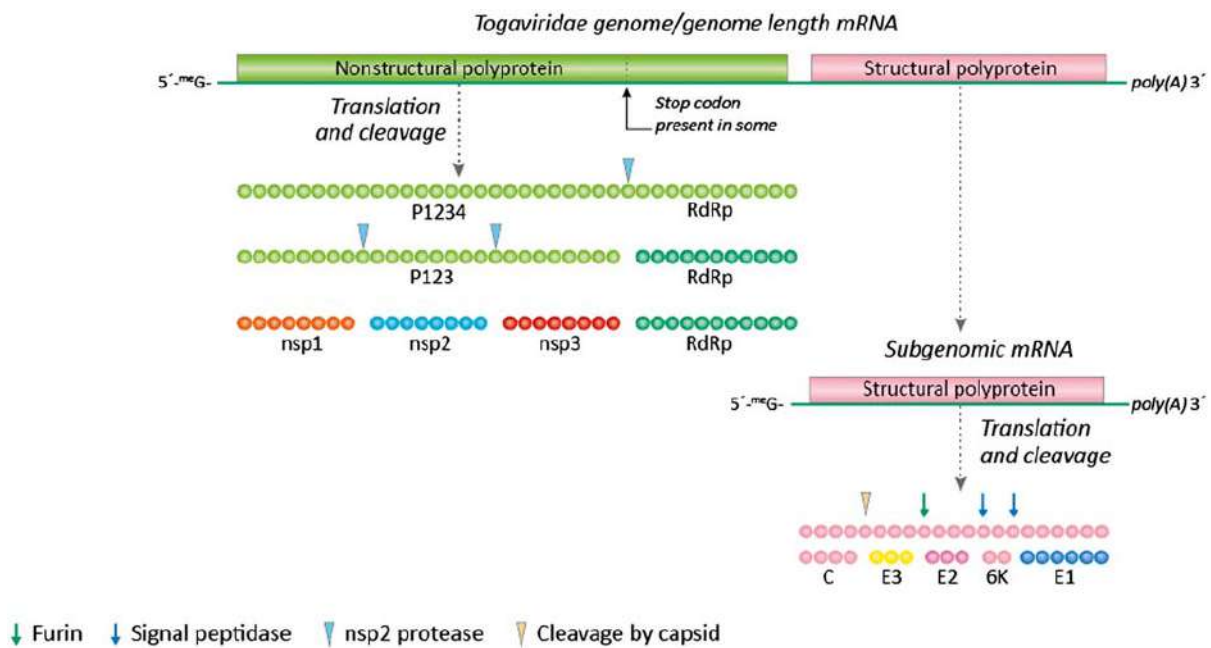 Togaviridae genome/genome length mRNA
Nonstructural polyprotein
Structural polyprotein
5´-ᵐᵉG-
poly(A) 3´
Translation
and cleavage
Stop codon
present in some
P1234
RdRp
P123
RdRp
nsp1
nsp2
nsp3
RdRp
Subgenomic mRNA
Structural polyprotein
5´-ᵐᵉG-
poly(A) 3´
Translation
and cleavage
C
E3
E2
6K
E1
Furin
Signal peptidase
nsp2 protease
Cleavage by capsid